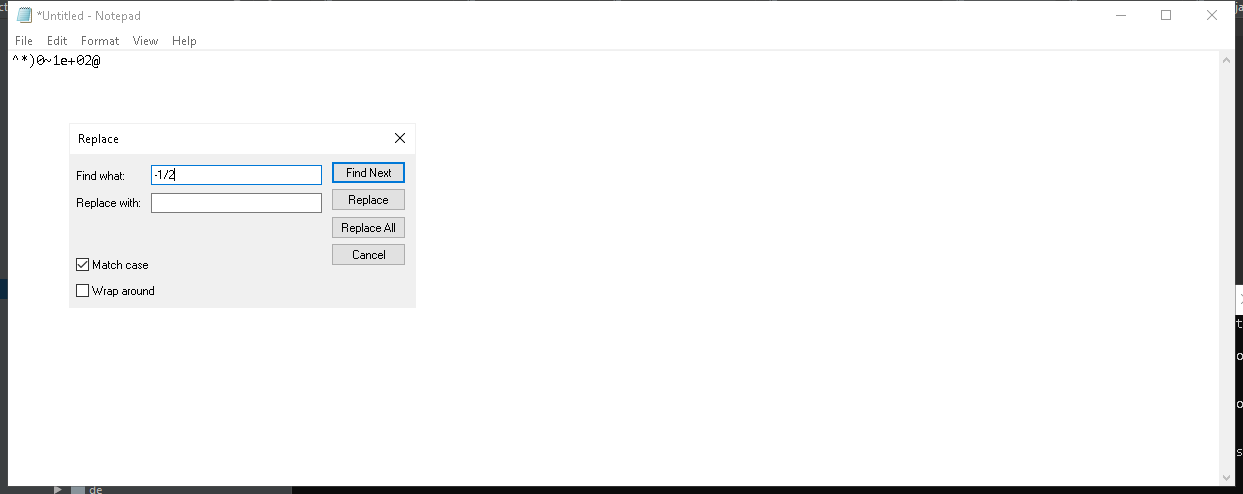 *Untitled - Notepad
File Edit Format View Help
^*)0~1e+02@
Replace
Find what: -1/2 Find Next
Replace with: Replace
Replace All
Cancel
Match case
Wrap around
de